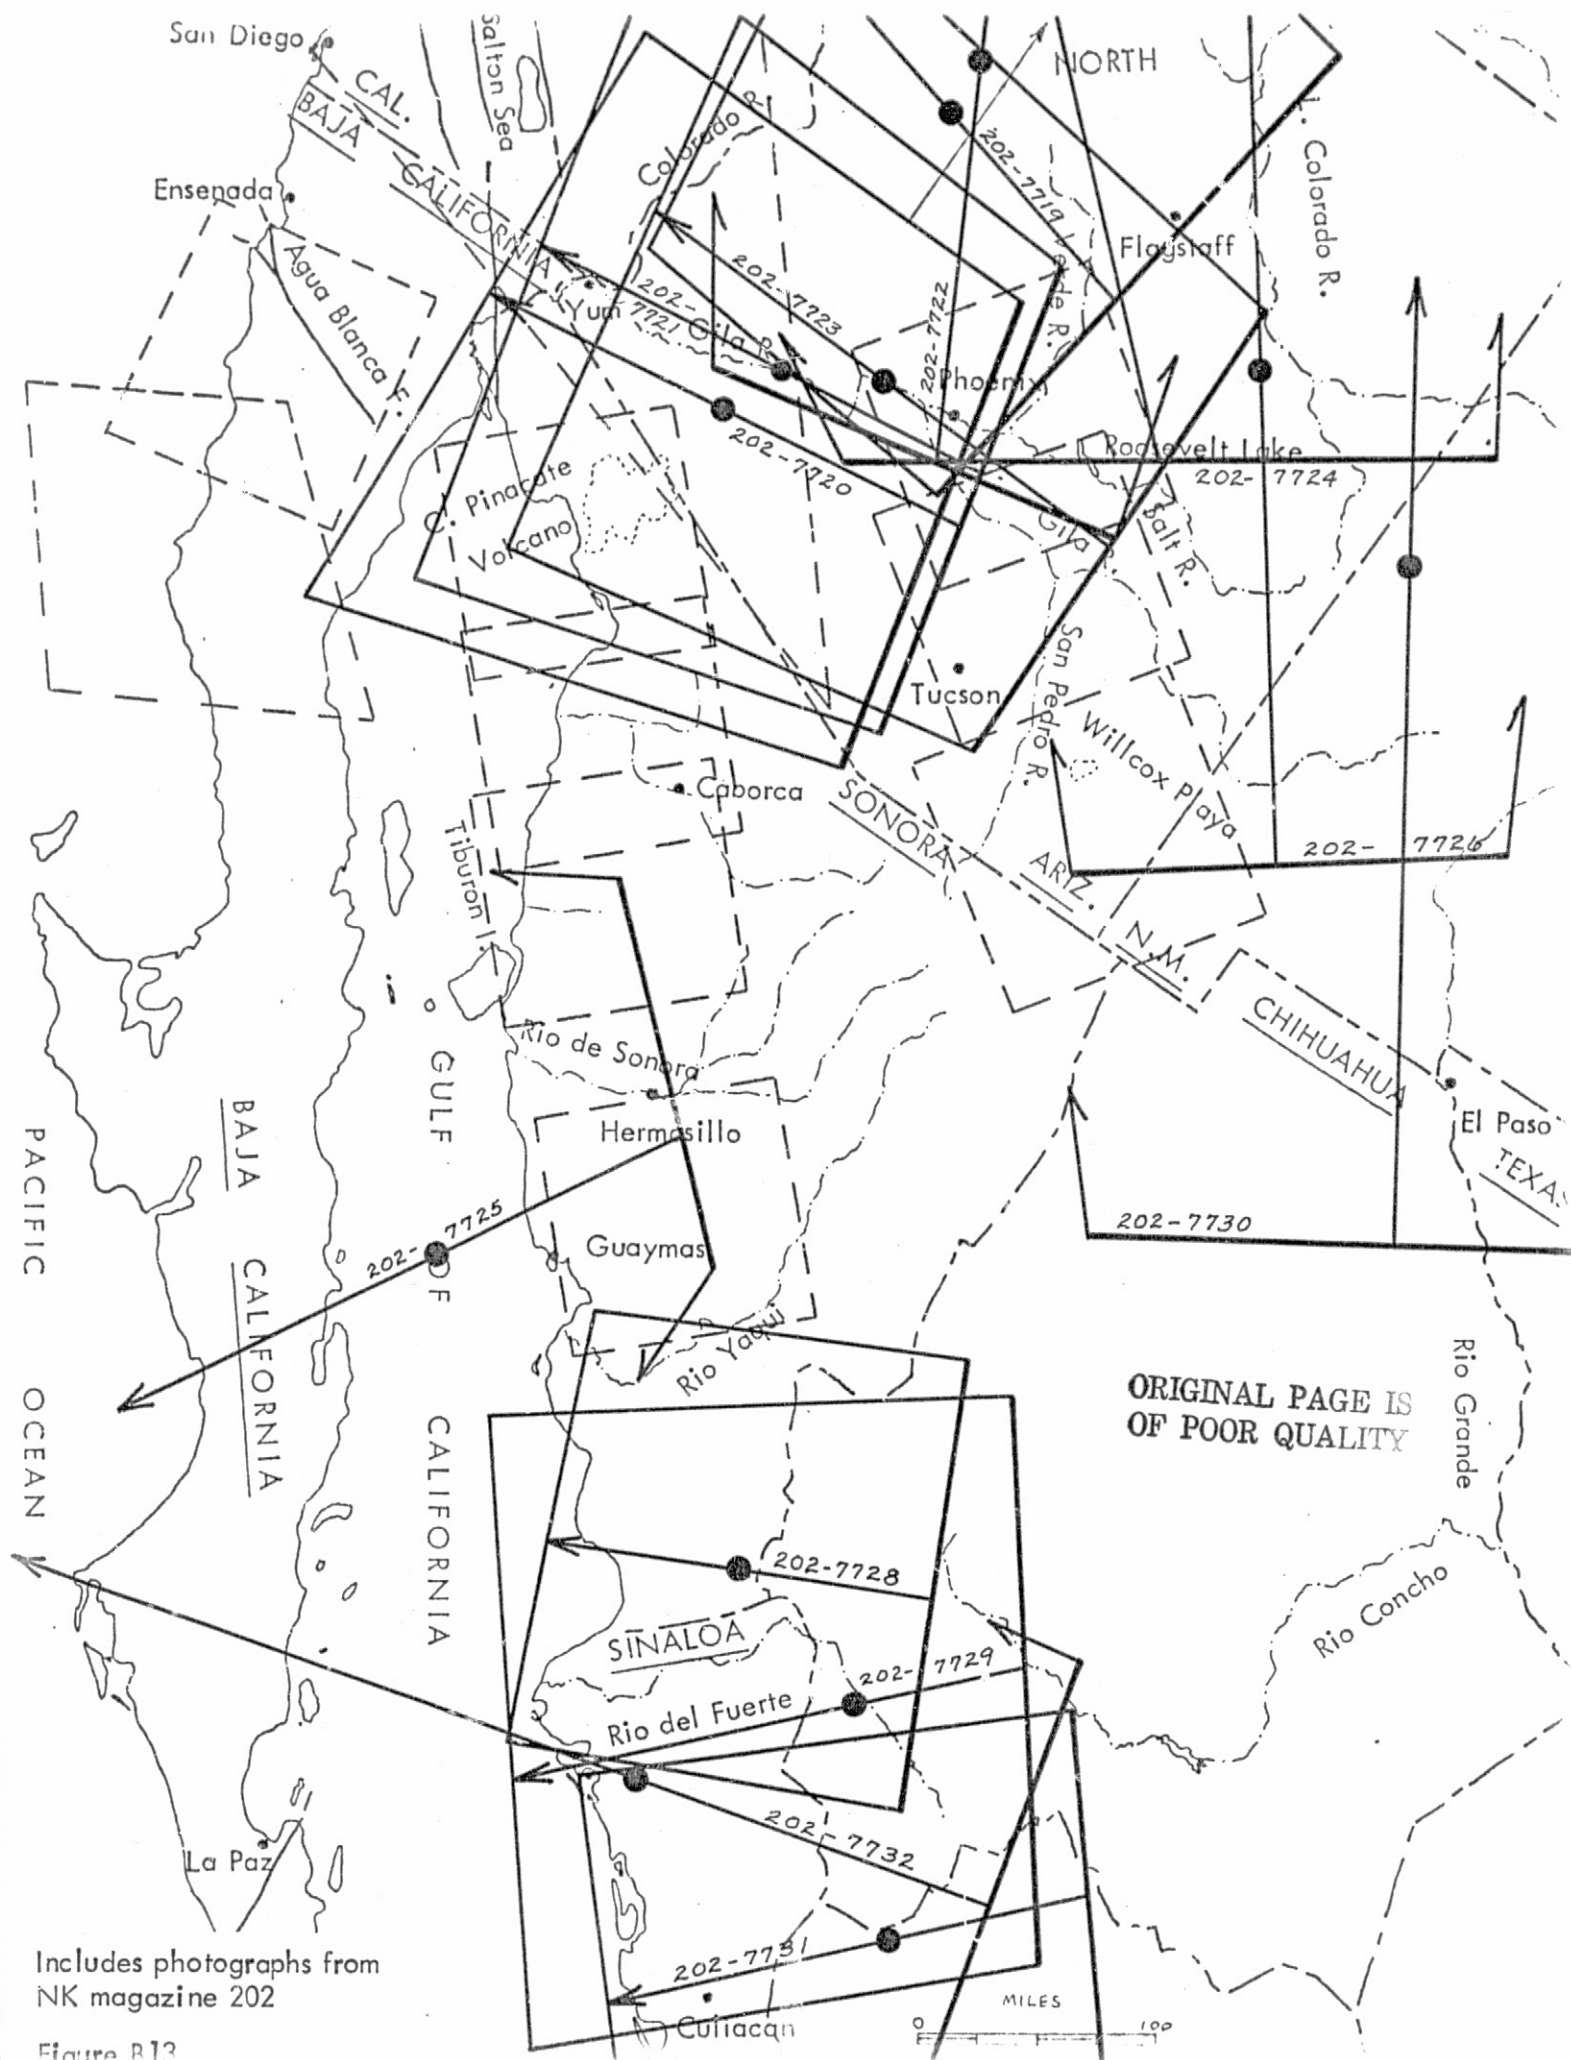 San Diego
Salton Sea
NORTH
CAL.
BAJA
CALIFORNIA
Colorado R.
202-7719
L. Colorado R.
Ensenada
Agua Blanca F.
Flagstaff
Verde R.
202-7723
202-7722
202-
7721
Yum
Gila R.
Phoenix
Roosevelt Lake
202-7724
202-7720
C. Pinacate
Volcano
Gila R.
Salt R.
San Pedro R.
Tucson
Willcox Playa
Caborca
SONORA
ARIZ.
N.M.
202- 7726
Tiburon I.
CHIHUAHUA
Rio de Sonora
Hermosillo
El Paso
TEXAS
GULF OF CALIFORNIA
BAJA CALIFORNIA
PACIFIC OCEAN
202-7725
Guaymas
202-7730
Rio Yaqui
Rio Grande
ORIGINAL PAGE IS
OF POOR QUALITY
202-7728
SINALOA
202-7729
Rio del Fuerte
Rio Concho
202-7732
La Paz
202-7731
Culiacan
MILES
0 100
Includes photographs from
NK magazine 202
Figure B13